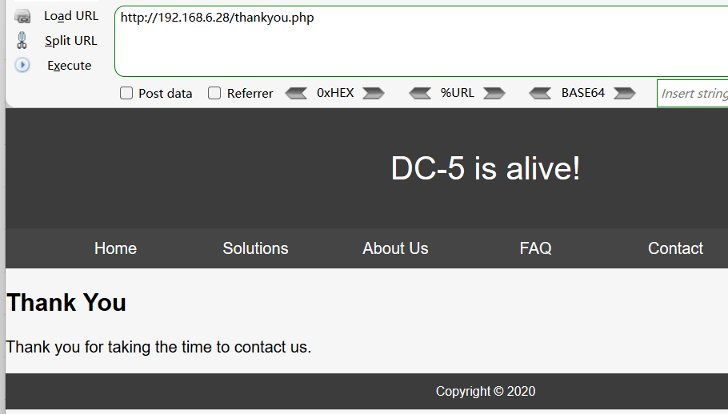 Load URL http://192.168.6.28/thankyou.php
Split URL
Execute
Post data Referrer 0xHEX %URL BASE64 Insert string
DC-5 is alive!
Home Solutions About Us FAQ Contact
Thank You
Thank you for taking the time to contact us.
Copyright © 2020